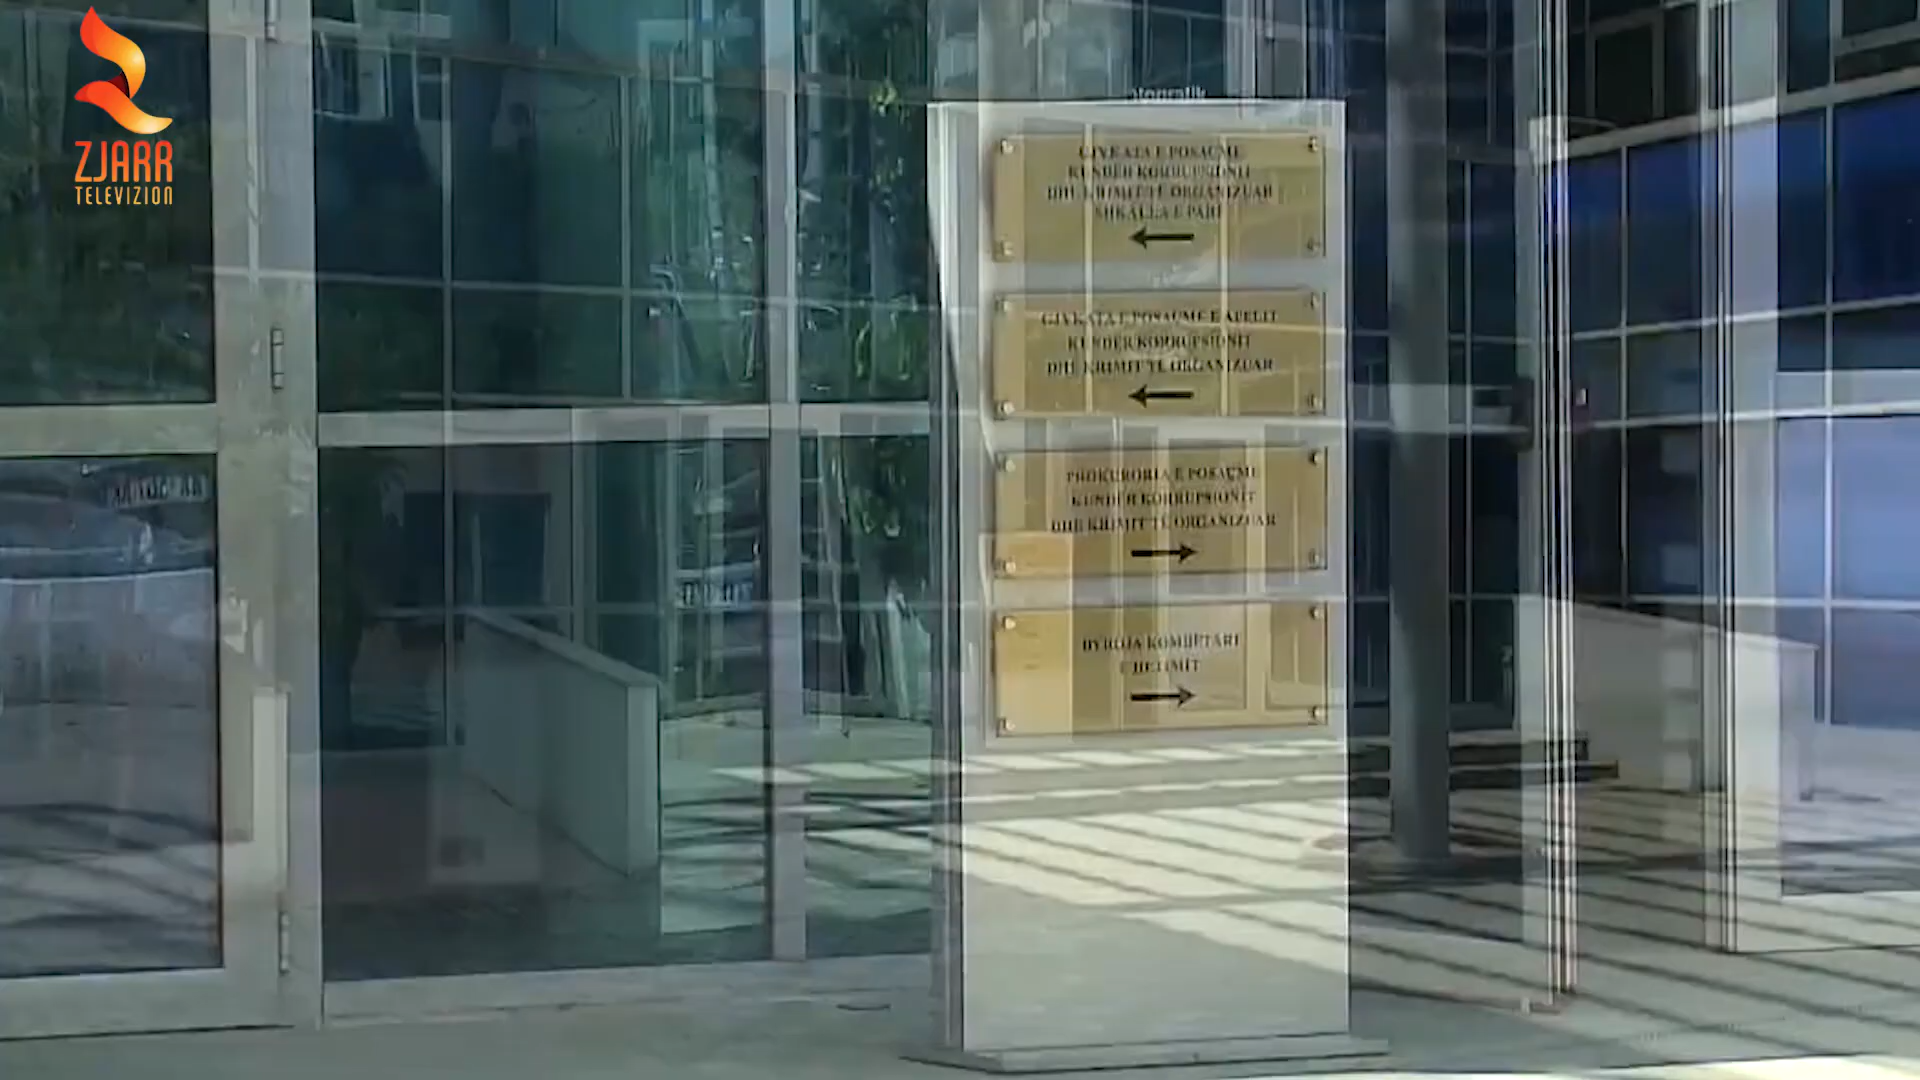 ZJARR
TELEVIZION
GJYKATA E POSAÇME
KUNDËR KORRUPSIONIT
DHE KRIMIT TË ORGANIZUAR
SHKALLA E PARË
GJYKATA E POSAÇME E APELIT
KUNDËR KORRUPSIONIT
DHE KRIMIT TË ORGANIZUAR
PROKURORIA E POSAÇME
KUNDËR KORRUPSIONIT
DHE KRIMIT TË ORGANIZUAR
BYROJA KOMBËTARE
E HETIMIT